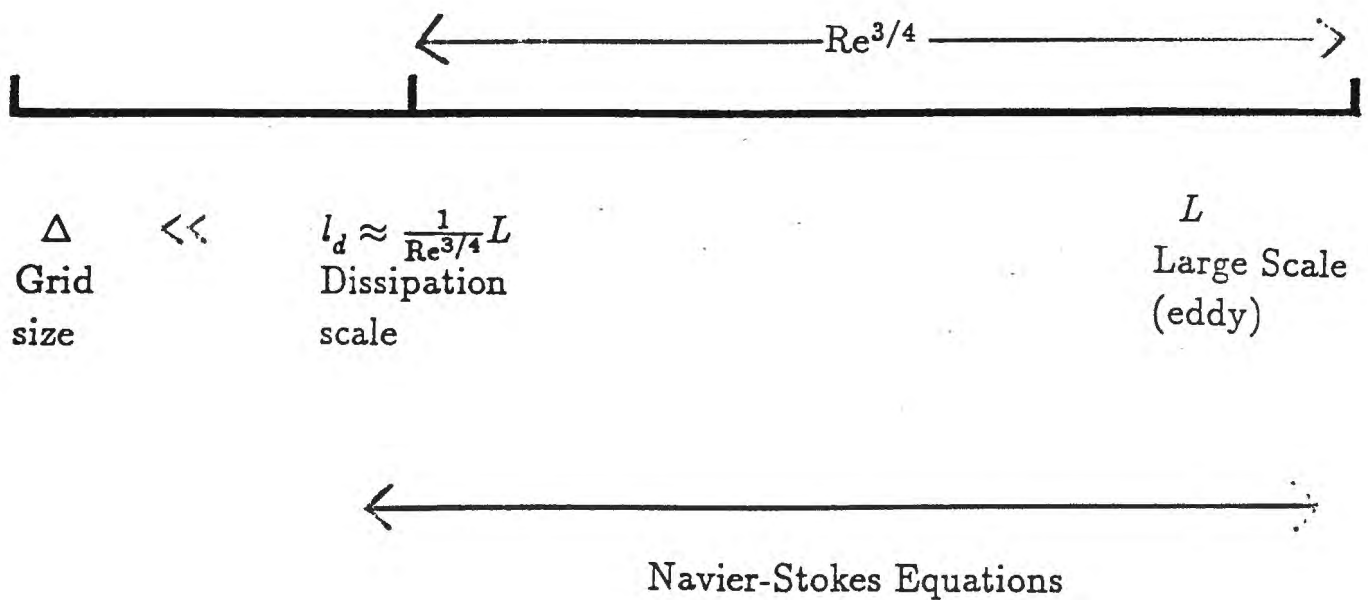 Re^{3/4}
Δ << l_d ≈ \frac{1}{Re^{3/4}} L
L
Grid
size
Dissipation
scale
Large Scale
(eddy)
Navier-Stokes Equations